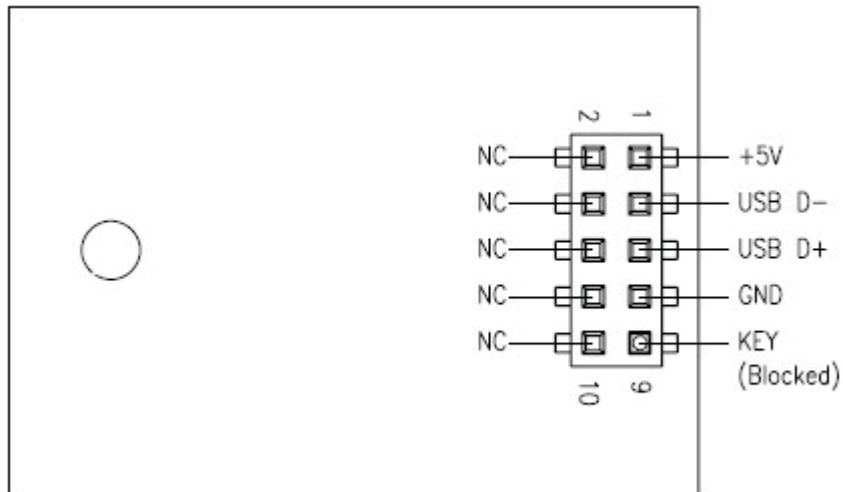 2 1
NC +5V
NC USB D-
NC USB D+
NC GND
NC KEY
(Blocked)
10 9